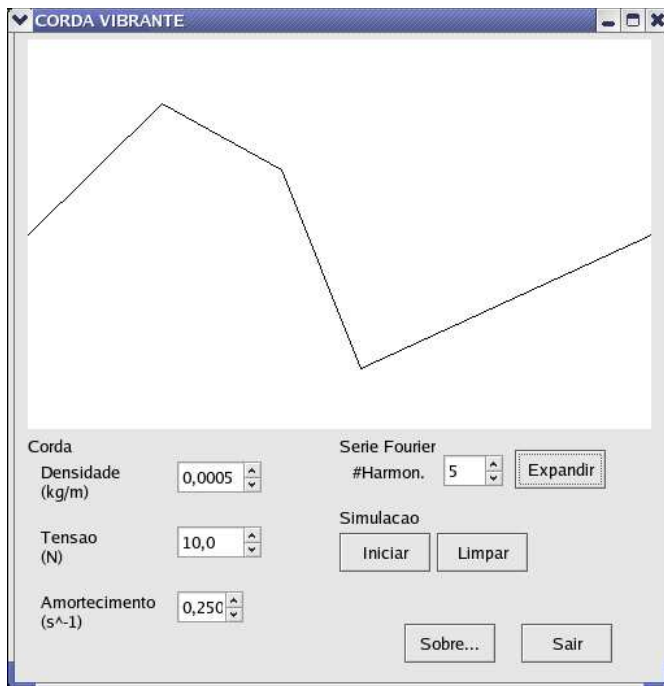 CORDA VIBRANTE
Corda
Densidade
(kg/m)
0,0005
Tensao
(N)
10,0
Amortecimento
(s^-1)
0,250
Serie Fourier
#Harmon. 5 Expandir
Simulacao
Iniciar Limpar
Sobre... Sair